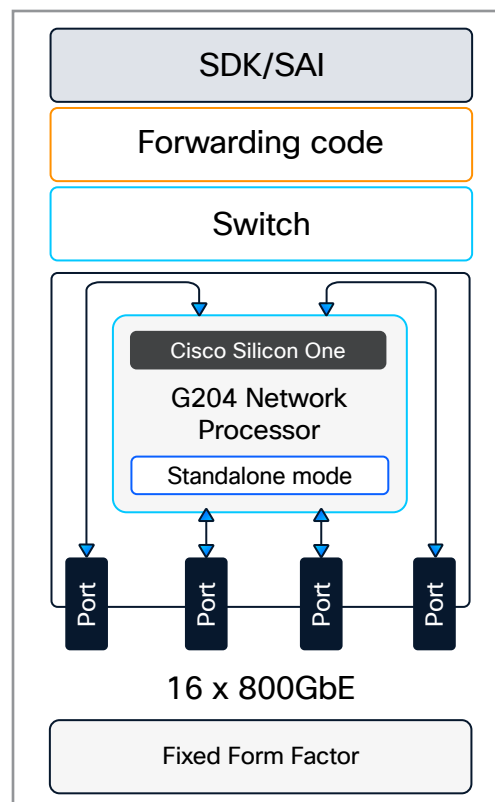 SDK/SAI
Forwarding code
Switch
Cisco Silicon One
G204 Network
Processor
Standalone mode
Port
Port
Port
Port
16 x 800GbE
Fixed Form Factor